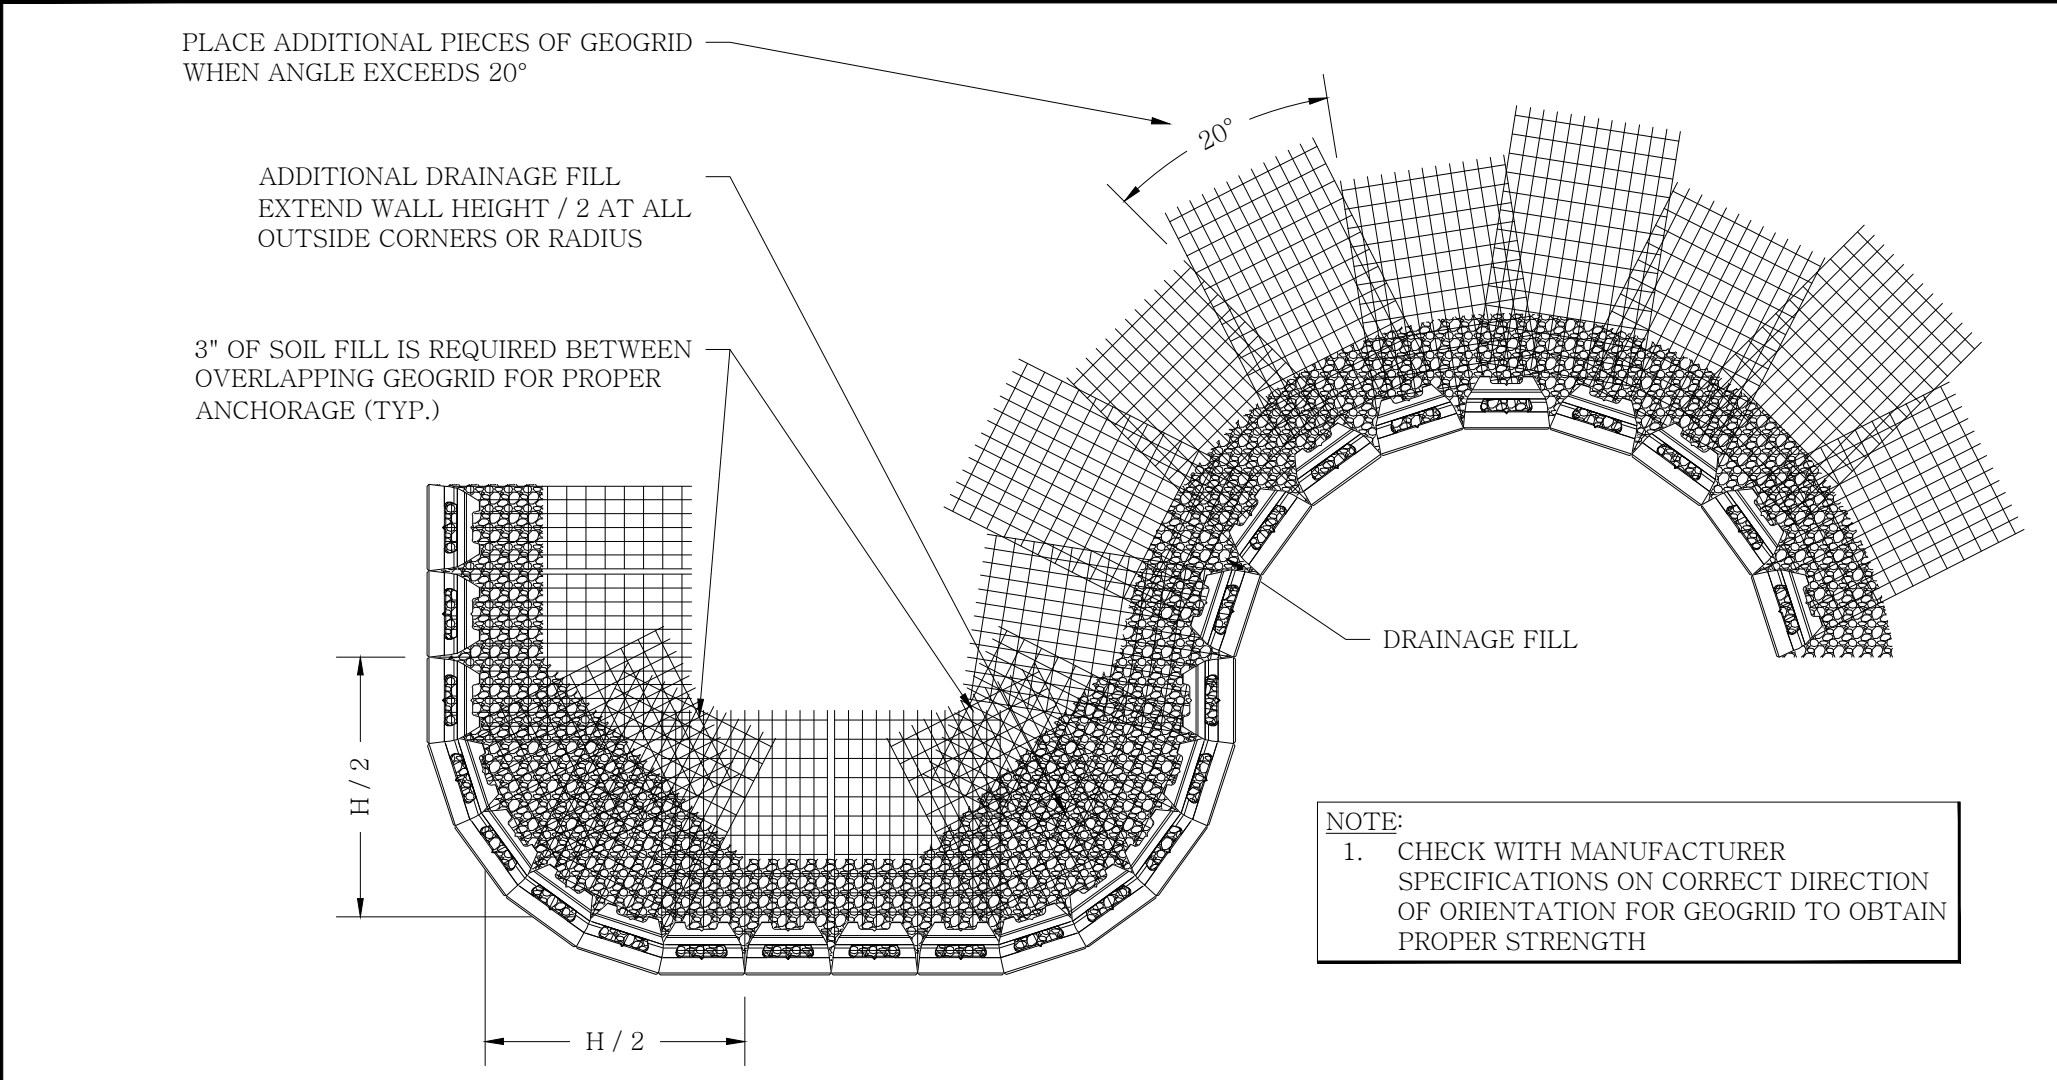 PLACE ADDITIONAL PIECES OF GEOGRID
WHEN ANGLE EXCEEDS 20°
20°
ADDITIONAL DRAINAGE FILL
EXTEND WALL HEIGHT / 2 AT ALL
OUTSIDE CORNERS OR RADIUS
3" OF SOIL FILL IS REQUIRED BETWEEN
OVERLAPPING GEOGRID FOR PROPER
ANCHORAGE (TYP.)
DRAINAGE FILL
H / 2
H / 2
NOTE:
1. CHECK WITH MANUFACTURER
SPECIFICATIONS ON CORRECT DIRECTION
OF ORIENTATION FOR GEOGRID TO OBTAIN
PROPER STRENGTH